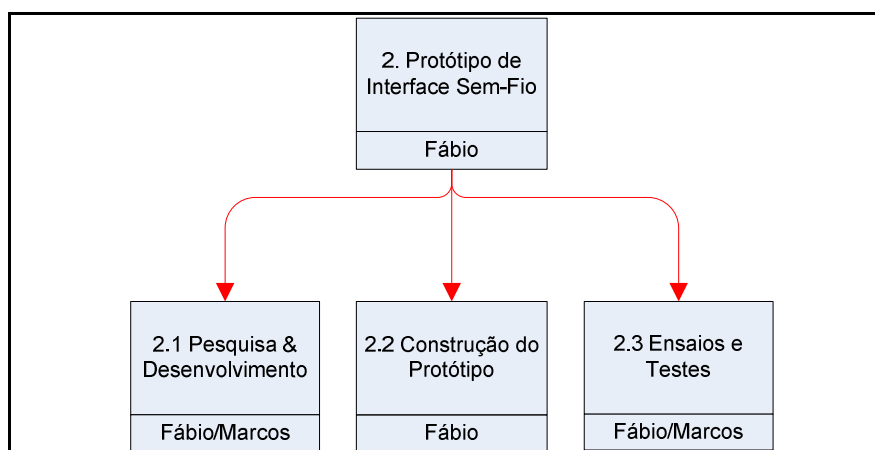 2. Protótipo de
Interface Sem-Fio
Fábio
2.1 Pesquisa &
Desenvolvimento
Fábio/Marcos
2.2 Construção do
Protótipo
Fábio
2.3 Ensaios e
Testes
Fábio/Marcos